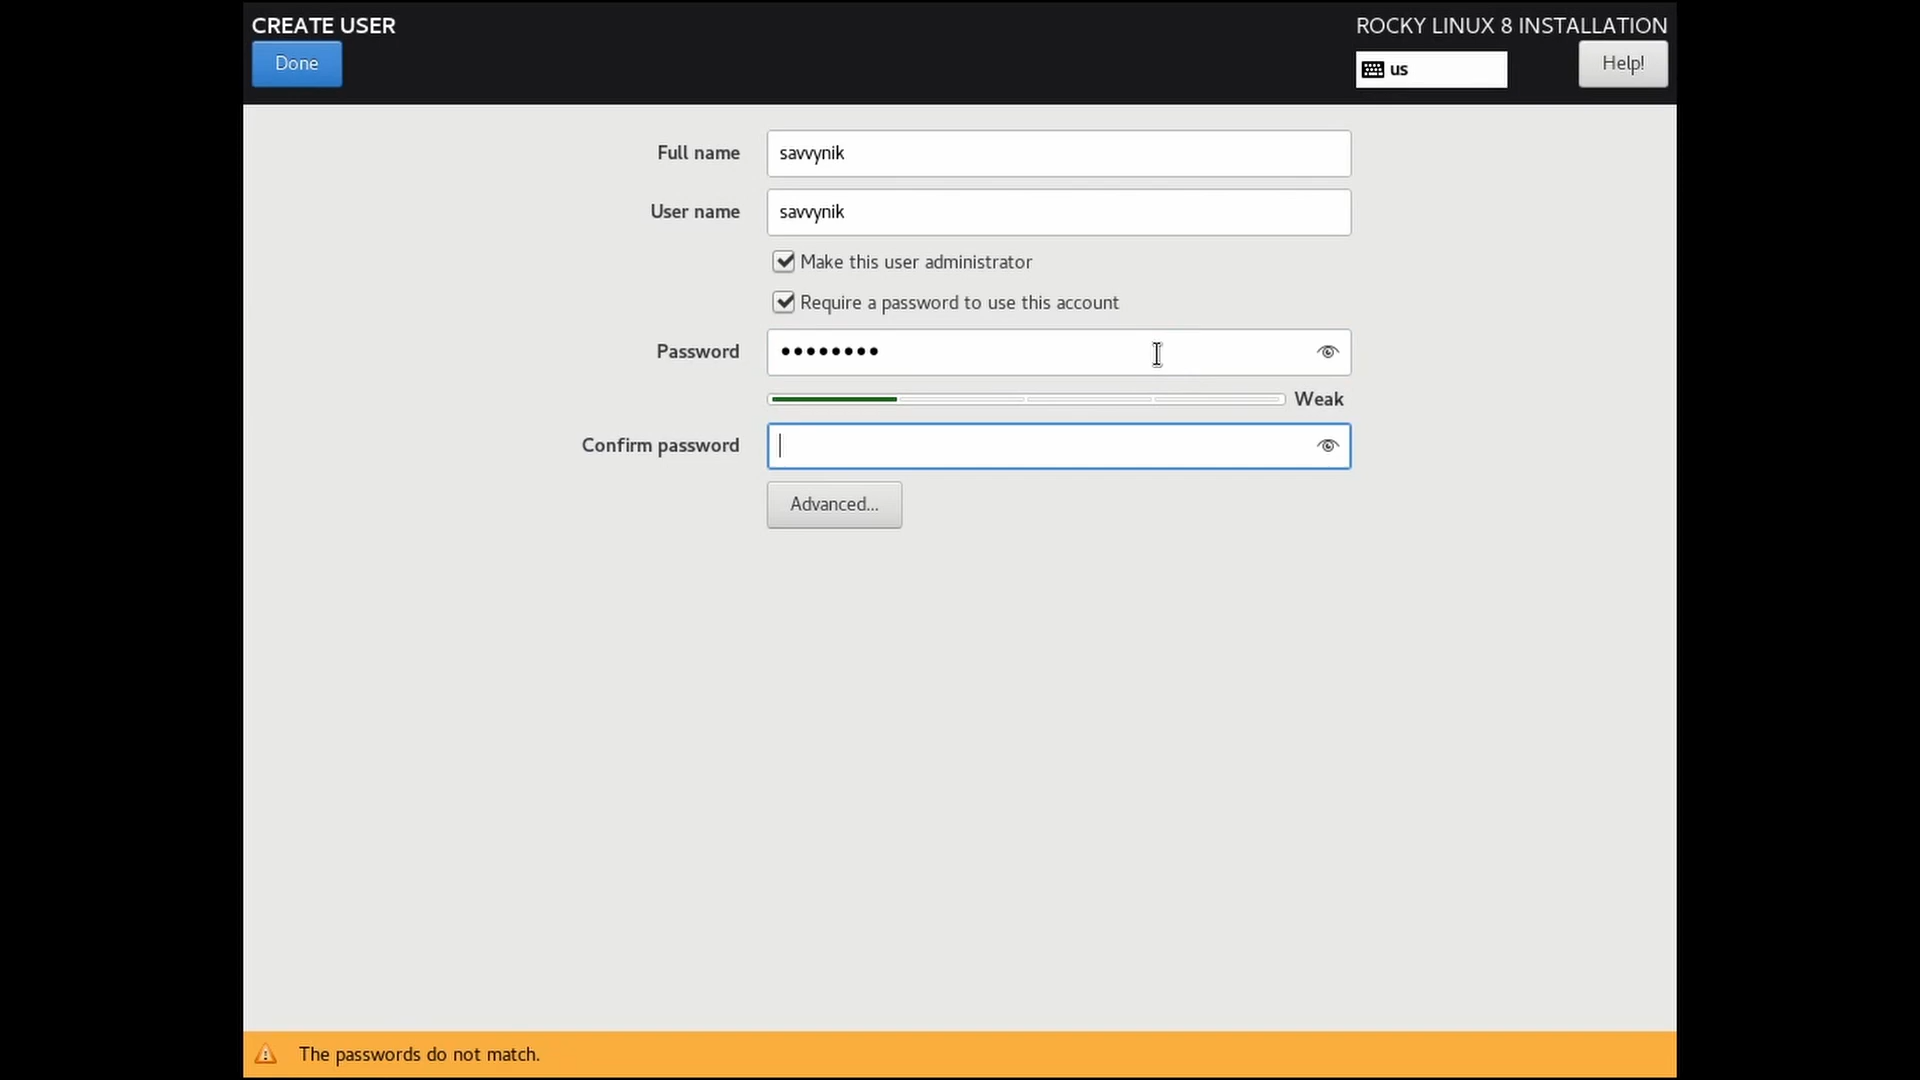 CREATE USER
ROCKY LINUX 8 INSTALLATION
Done
us
Help!
Full name
savvynik
User name
savvynik
Make this user administrator
Require a password to use this account
Password
••••••••
Weak
Confirm password
Advanced...
The passwords do not match.